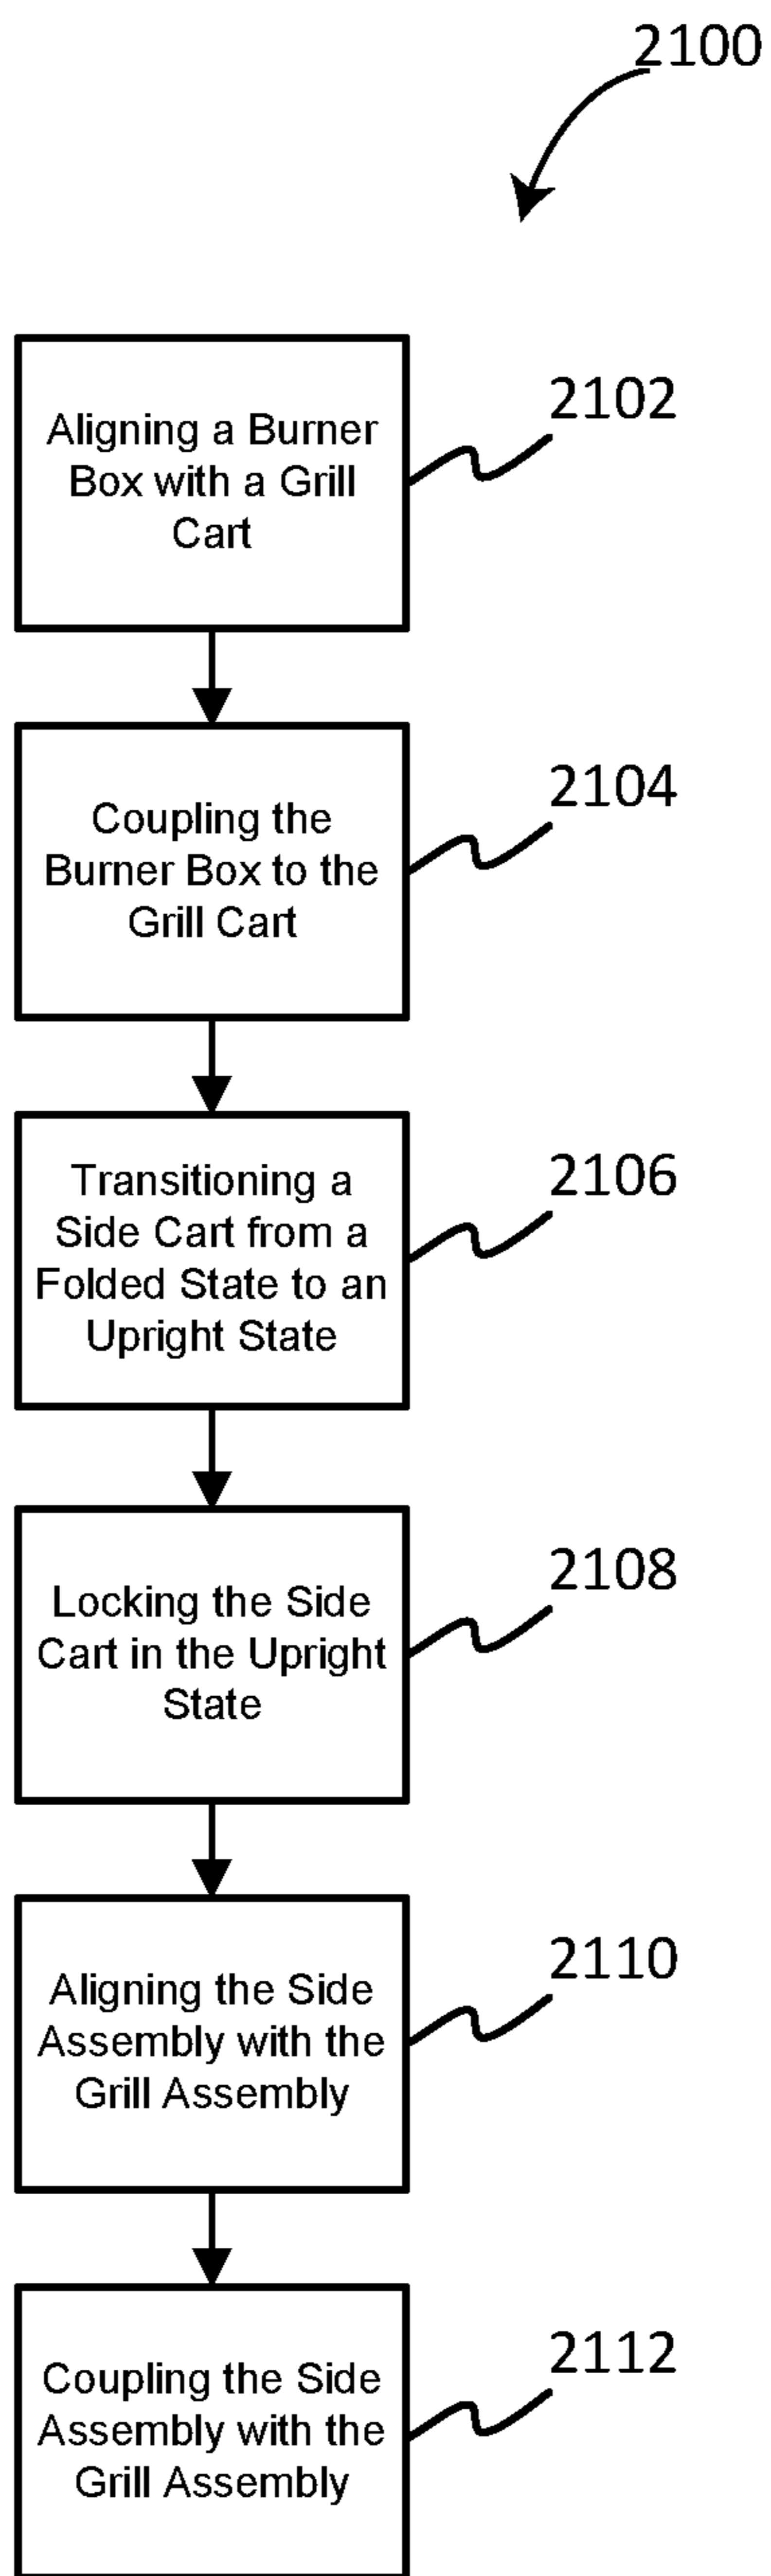 2100
Aligning a Burner
Box with a Grill
Cart
2102
Coupling the
Burner Box to the
Grill Cart
2104
Transitioning a
Side Cart from a
Folded State to an
Upright State
2106
Locking the Side
Cart in the Upright
State
2108
Aligning the Side
Assembly with the
Grill Assembly
2110
Coupling the Side
Assembly with the
Grill Assembly
2112